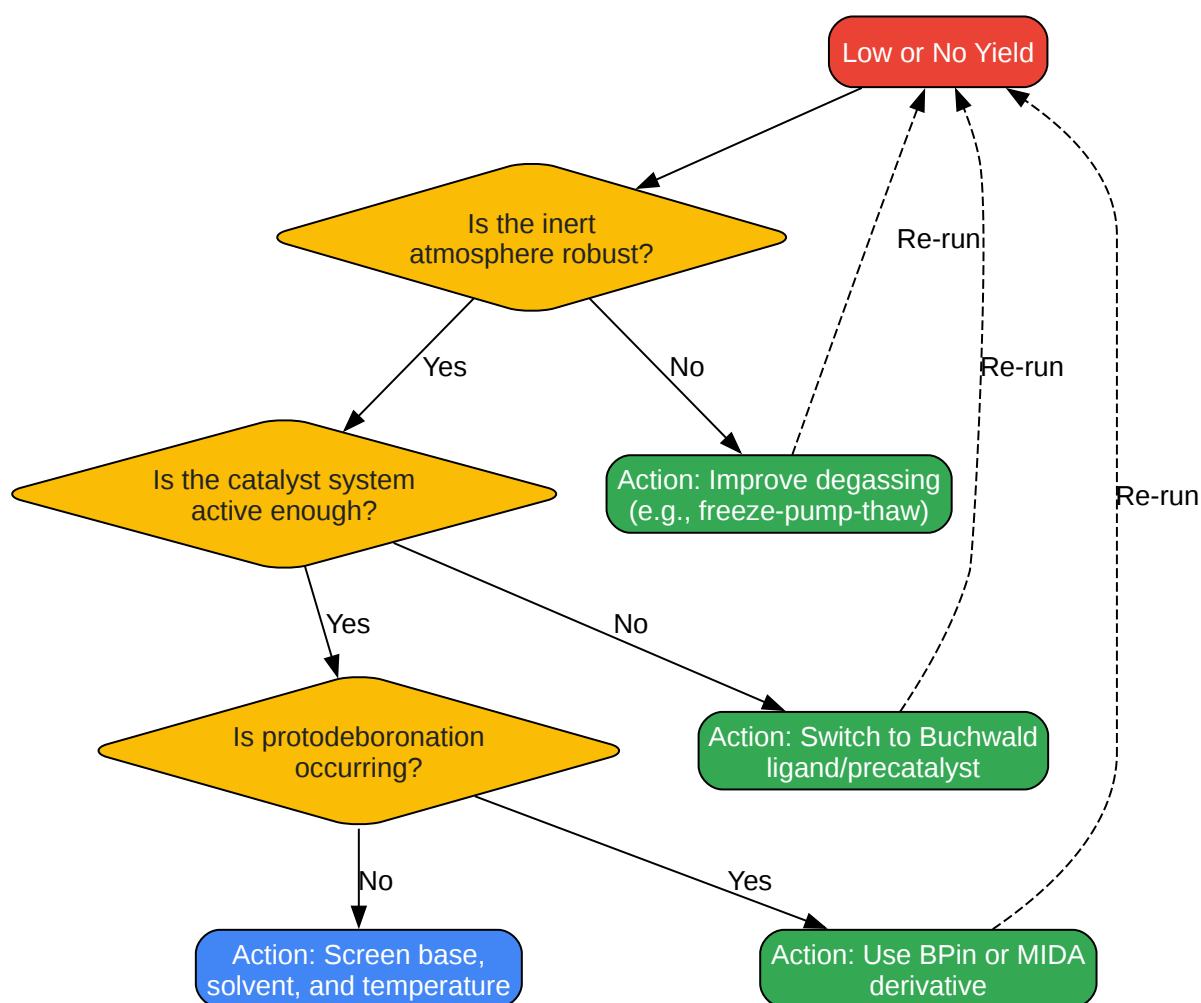 Low or No Yield
Is the inert
atmosphere robust?
Re-run
Yes
No
Re-run
Is the catalyst system
active enough?
Action: Improve degassing
(e.g., freeze-pump-thaw)
Re-run
Yes
No
Is protodeboronation
occurring?
Action: Switch to Buchwald
ligand/precatalyst
No
Yes
Action: Screen base,
solvent, and temperature
Action: Use BPin or MIDA
derivative